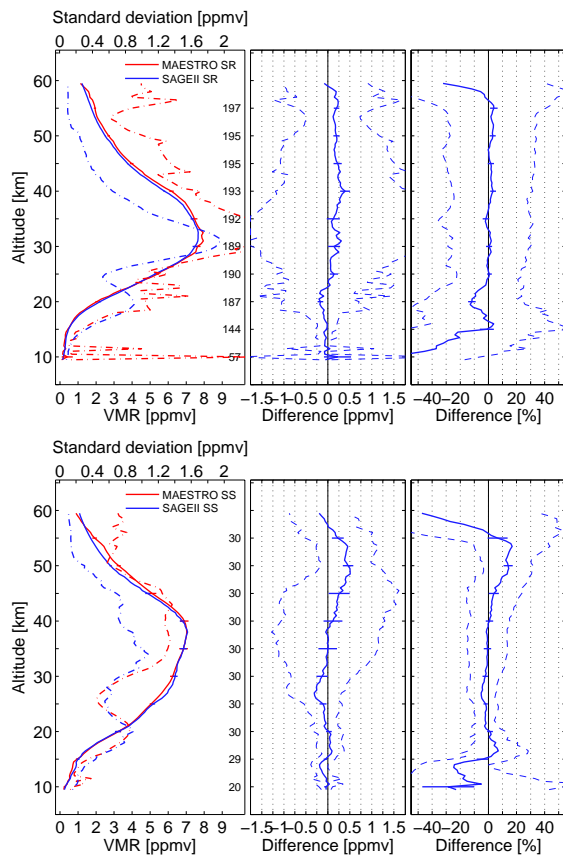 Standard deviation [ppmv]
0 0.4 0.8 1.2 1.6 2
MAESTRO SR
SAGEII SR
60
50
40
30
20
10
Altitude [km]
197
195
195
193
192
189
190
187
144
57
0 1 2 3 4 5 6 7 8 9
VMR [ppmv]
−1.5 −1 −0.5 0 0.5 1 1.5
Difference [ppmv]
−40 −20 0 20 40
Difference [%]
Standard deviation [ppmv]
0 0.4 0.8 1.2 1.6 2
MAESTRO SS
SAGEII SS
60
50
40
30
20
10
Altitude [km]
30
30
30
30
30
30
30
30
29
20
0 1 2 3 4 5 6 7 8 9
VMR [ppmv]
−1.5 −1 −0.5 0 0.5 1 1.5
Difference [ppmv]
−40 −20 0 20 40
Difference [%]